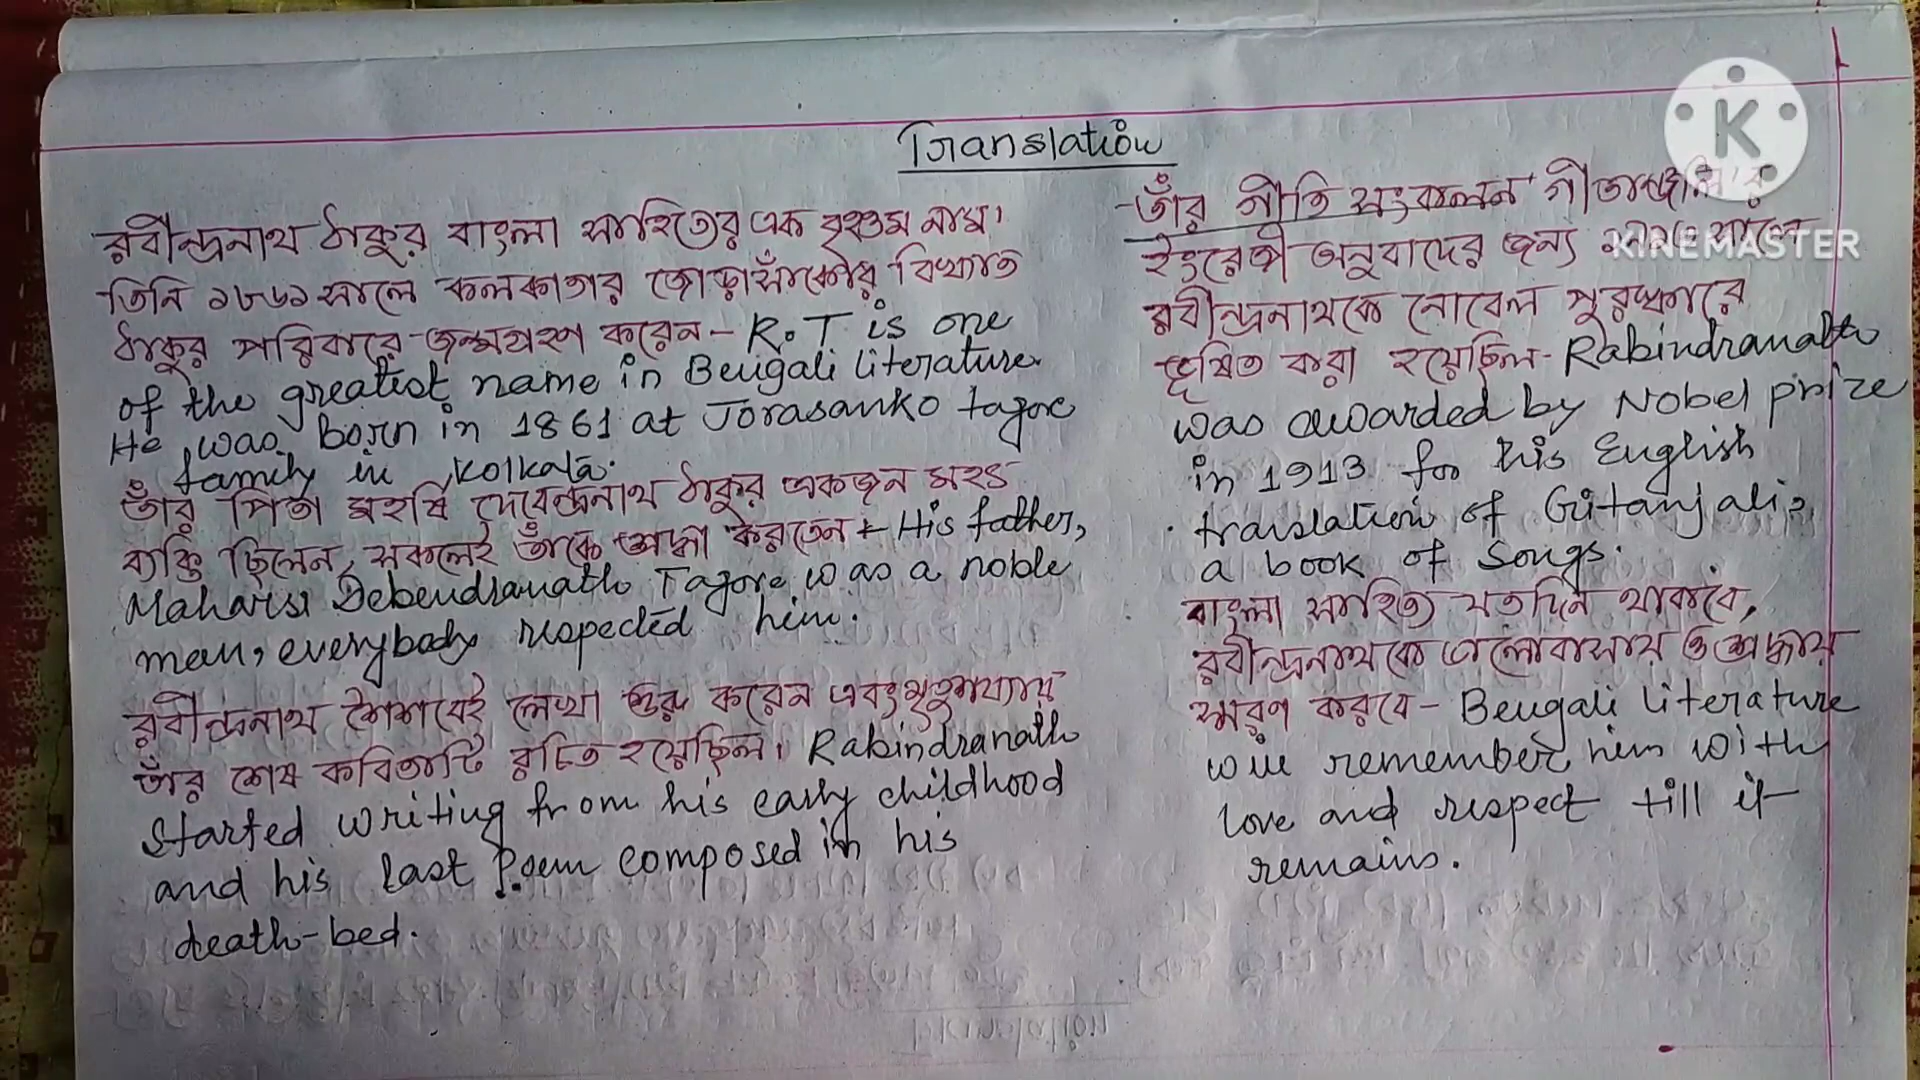 Translation
রবীন্দ্রনাথ ঠাকুর বাংলা সাহিত্যের এক বৃহত্তম নাম।
তিনি ১৮৬১ সালে কলকাতার জোড়াসাঁকোর বিখ্যাত
ঠাকুর পরিবারে জন্মগ্রহণ করেন - R.T is one
of the greatest name in Bengali literature.
He was born in 1861 at Jorasanko tagore
family in Kolkata.
তাঁর পিতা মহর্ষি দেবেন্দ্রনাথ ঠাকুর একজন মহৎ
ব্যক্তি ছিলেন, সকলেই তাঁকে শ্রদ্ধা করতেন - His father,
Maharsi Debendranath Tagore, was a noble
man, everybody respected him.
রবীন্দ্রনাথ শৈশবেই লেখা শুরু করেন এবং মৃত্যুশয্যায়
তাঁর শেষ কবিতাটি রচিত হয়েছিল। Rabindranath
started writing from his early childhood
and his last poem composed in his
death-bed.
তাঁর গীতি সংকলন 'গীতাঞ্জলি'র
ইংরেজী অনুবাদের জন্য ১৯১৩ সালে
রবীন্দ্রনাথকে নোবেল পুরস্কারে
ভূষিত করা হয়েছিল - Rabindranath
was awarded by Nobel prize
in 1913 for his English
translation of Gitanjali,
a book of songs.
বাংলা সাহিত্য যতদিন থাকবে,
রবীন্দ্রনাথকে ভালোবাসায় ও শ্রদ্ধায়
স্মরণ করবে - Bengali literature
will remember him with
love and respect till it
remains.
K
KINEMASTER